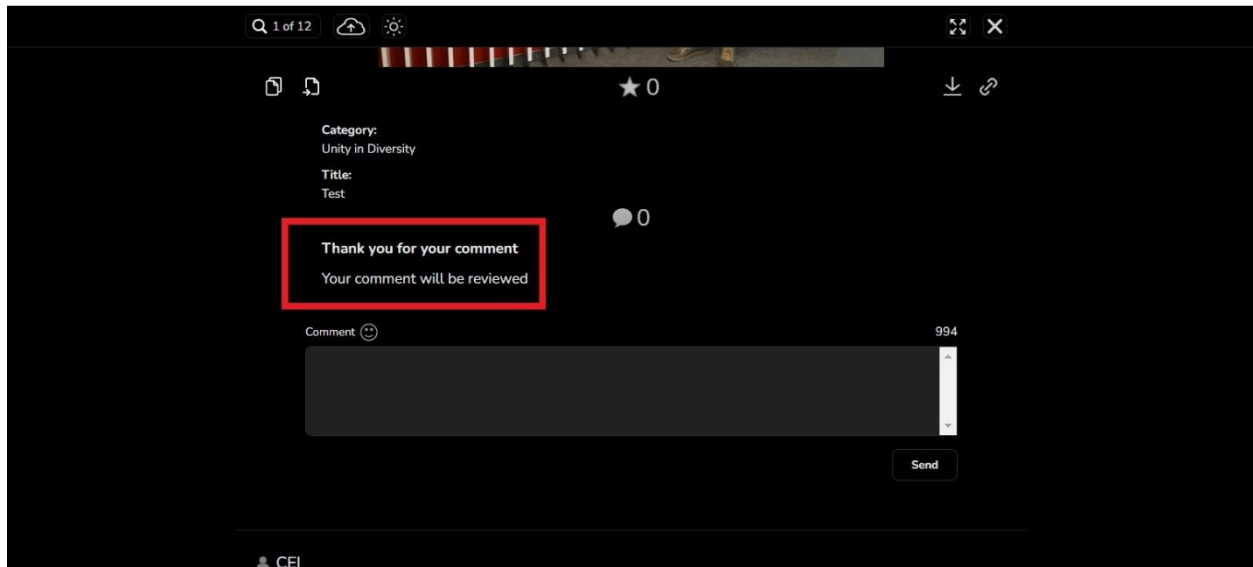 1 of 12
0
Category:
Unity in Diversity
Title:
Test
0
Thank you for your comment
Your comment will be reviewed
Comment
994
Send
CEI